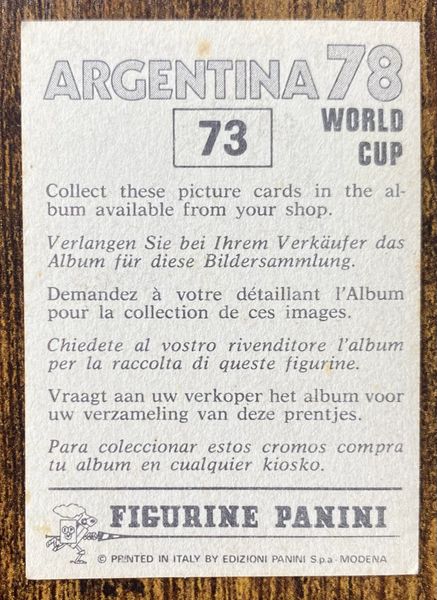 ARGENTINA 78
73
WORLD
CUP
Collect these picture cards in the al-
bum available from your shop.
Verlangen Sie bei Ihrem Verkäufer das
Album für diese Bildersammlung.
Demandez à votre détaillant l'Album
pour la collection de ces images.
Chiedete al vostro rivenditore l'album
per la raccolta di queste figurine.
Vraagt aan uw verkoper het album voor
uw verzameling van deze prentjes.
Para coleccionar estos cromos compra
tu album en cualquier kiosko.
FIGURINE PANINI
© PRINTED IN ITALY BY EDIZIONI PANINI S.p.a - MODENA